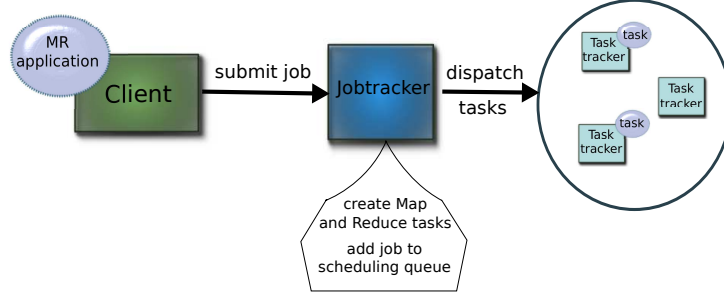 MR
application
Client
submit job
Jobtracker
dispatch
tasks
task
Task
tracker
Task
tracker
task
Task
tracker
create Map
and Reduce tasks
add job to
scheduling queue